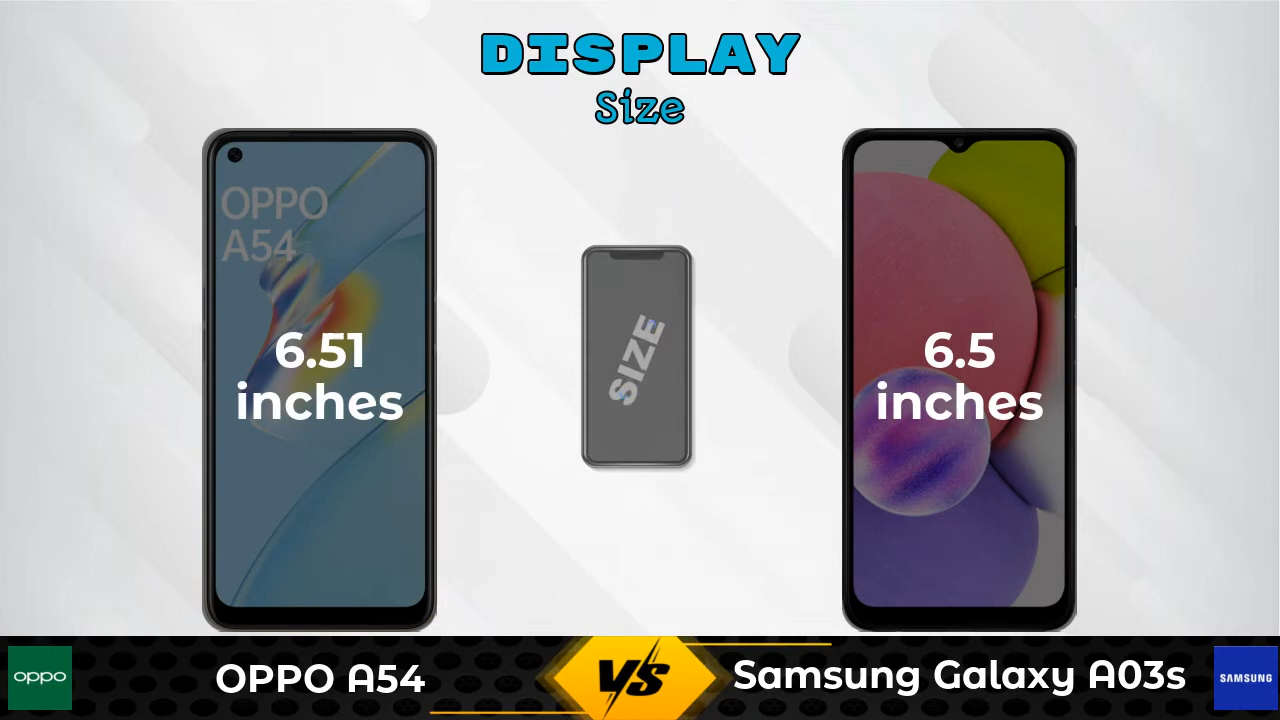 DISPLAY
Size
OPPO
A54
6.51
inches
SIZE
6.5
inches
oppo
OPPO A54
VS
Samsung Galaxy A03s
SAMSUNG